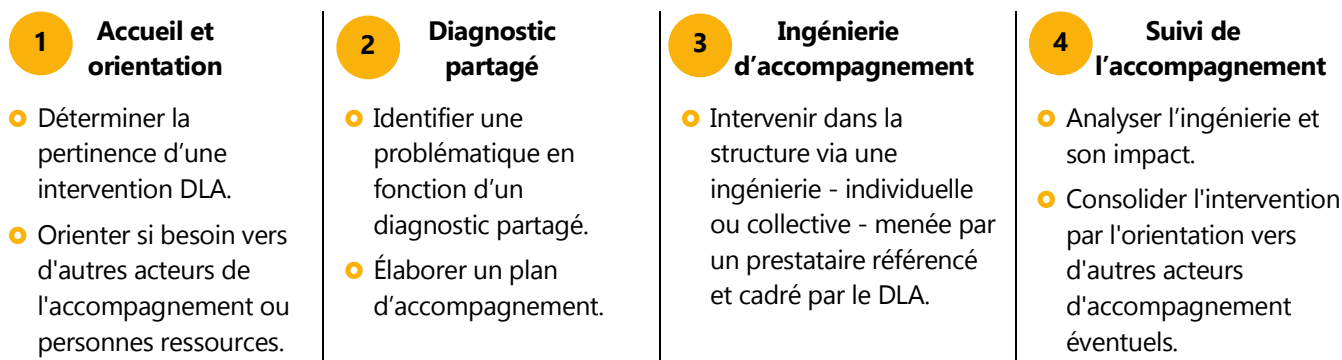 1
Accueil et
orientation
Déterminer la
pertinence d’une
intervention DLA.
Orienter si besoin vers
d'autres acteurs de
l'accompagnement ou
personnes ressources.
2
Diagnostic
partagé
Identifier une
problématique en
fonction d’un
diagnostic partagé.
Élaborer un plan
d’accompagnement.
3
Ingénierie
d’accompagnement
Intervenir dans la
structure via une
ingénierie - individuelle
ou collective - menée par
un prestataire référencé
et cadré par le DLA.
4
Suivi de
l’accompagnement
Analyser l’ingénierie et
son impact.
Consolider l'intervention
par l'orientation vers
d'autres acteurs
d'accompagnement
éventuels.